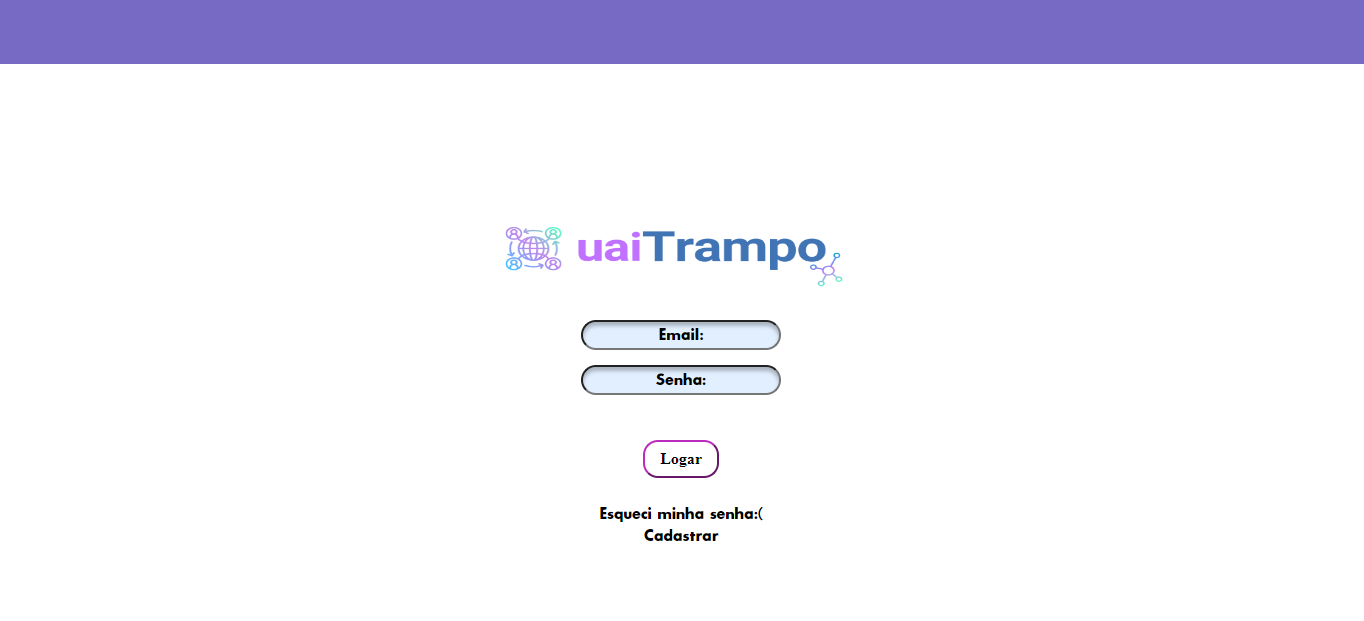 uaiTrampo
Email:
Senha:
Logar
Esqueci minha senha:(
Cadastrar